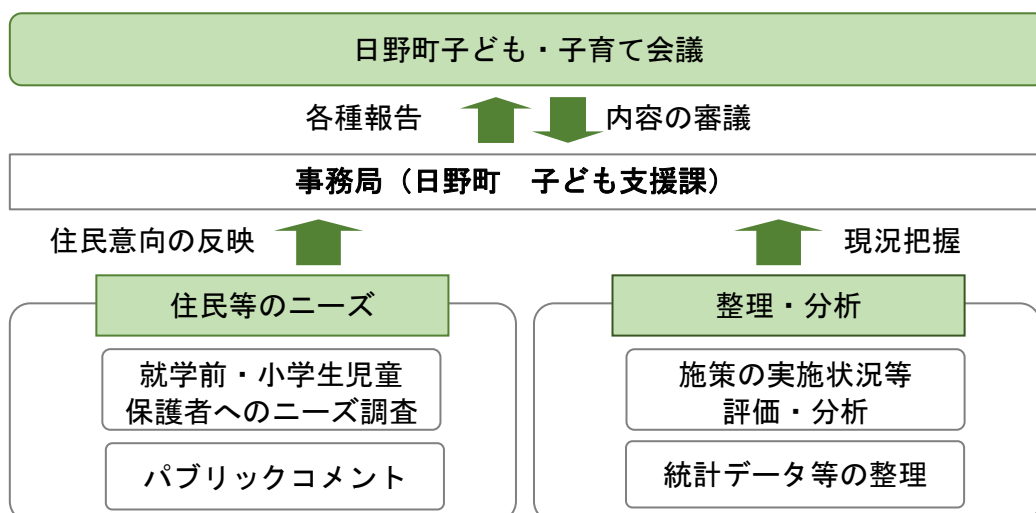 日野町子ども・子育て会議
各種報告
内容の審議
事務局（日野町　子ども支援課）
住民意向の反映
現況把握
住民等のニーズ
就学前・小学生児童
保護者へのニーズ調査
パブリックコメント
整理・分析
施策の実施状況等
評価・分析
統計データ等の整理